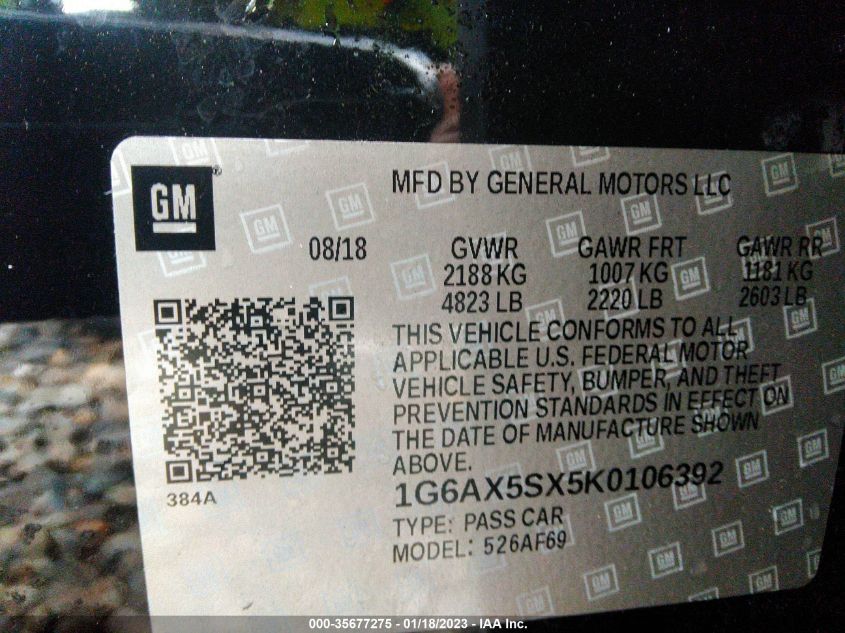 GM
MFD BY GENERAL MOTORS LLC
08/18 GVWR GAWR FRT GAWR RR
2188 KG 1007 KG 1181 KG
4823 LB 2220 LB 2603 LB
THIS VEHICLE CONFORMS TO ALL
APPLICABLE U.S. FEDERAL MOTOR
VEHICLE SAFETY, BUMPER, AND THEFT
PREVENTION STANDARDS IN EFFECT ON
THE DATE OF MANUFACTURE SHOWN
ABOVE.
384A
1G6AX5SX5K0106392
TYPE: PASS CAR
MODEL: 526AF69
000-35677275 - 01/18/2023 - IAA Inc.